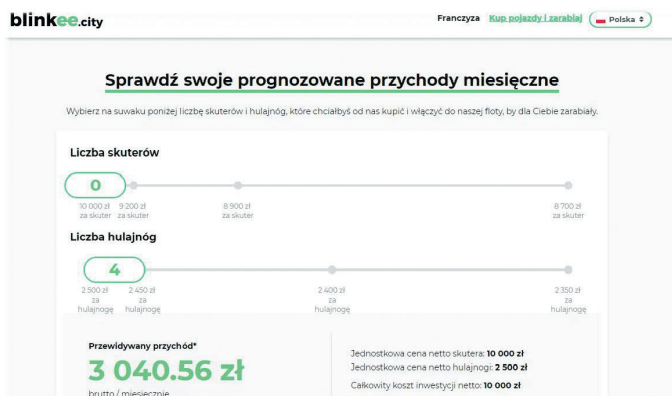 blinkee.city
Franczyza Kup pojazdy i zarabiaj Polska
Sprawdź swoje prognozowane przychody miesięczne
Wybierz na suwaku poniżej liczbę skuterów i hulajnóg, które chciałbyś od nas kupić i włączyć do naszej floty, by dla Ciebie zarabiały.
Liczba skuterów
0
10 000 zł 9 200 zł 8 900 zł 8 700 zł
za skuter za skuter za skuter za skuter
Liczba hulajnóg
4
2 500 zł 2 450 zł 2 400 zł 2 350 zł
za za za za
hulajnogę hulajnogę hulajnogę hulajnogę
Przewidywany przychód*
3 040.56 zł
brutto / miesięcznie
Jednostkowa cena netto skutera: 10 000 zł
Jednostkowa cena netto hulajnogi: 2 500 zł
Całkowity koszt inwestycji netto: 10 000 zł